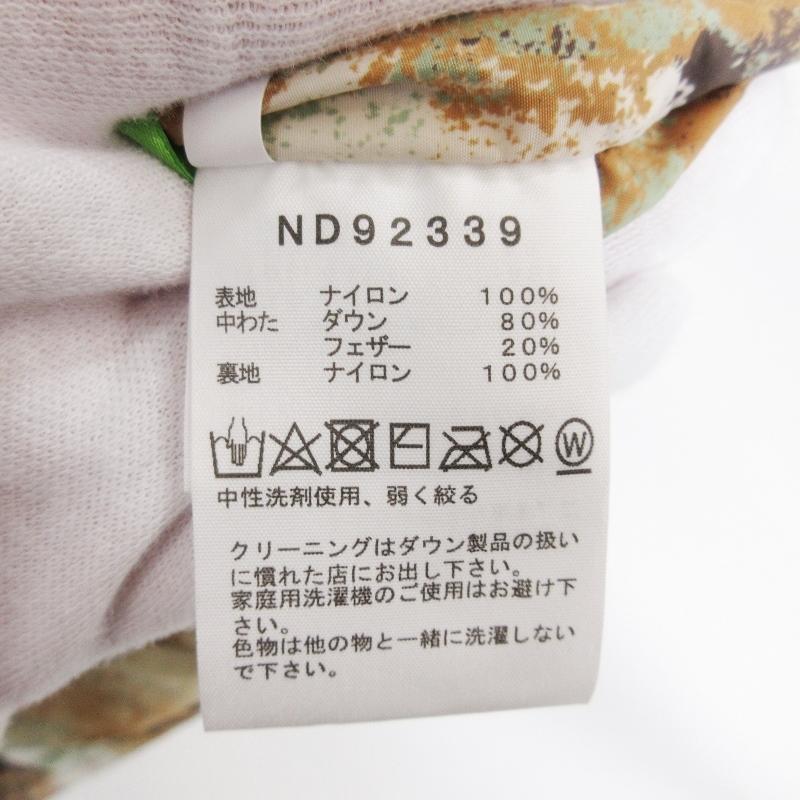 ND92339
表地 ナイロン 100%
中わた ダウン 80%
フェザー 20%
裏地 ナイロン 100%
W
中性洗剤使用、弱く絞る
クリーニングはダウン製品の扱い
に慣れた店にお出し下さい。
家庭用洗濯機のご使用はお避け下
さい。
色物は他の物と一緒に洗濯しない
で下さい。